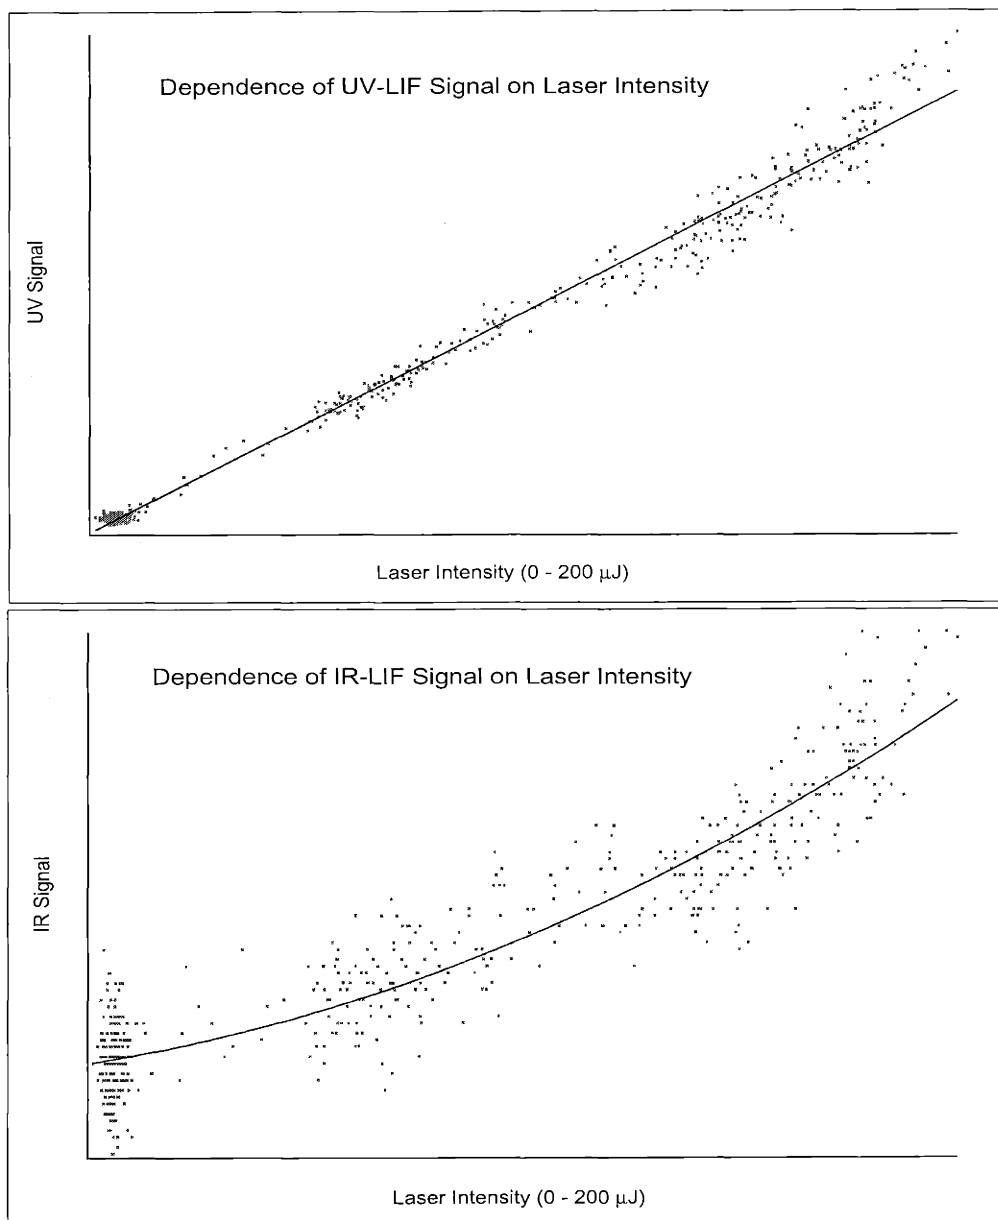 Dependence of UV-LIF Signal on Laser Intensity
UV Signal
Laser Intensity (0 - 200 μJ)
Dependence of IR-LIF Signal on Laser Intensity
IR Signal
Laser Intensity (0 - 200 μJ)